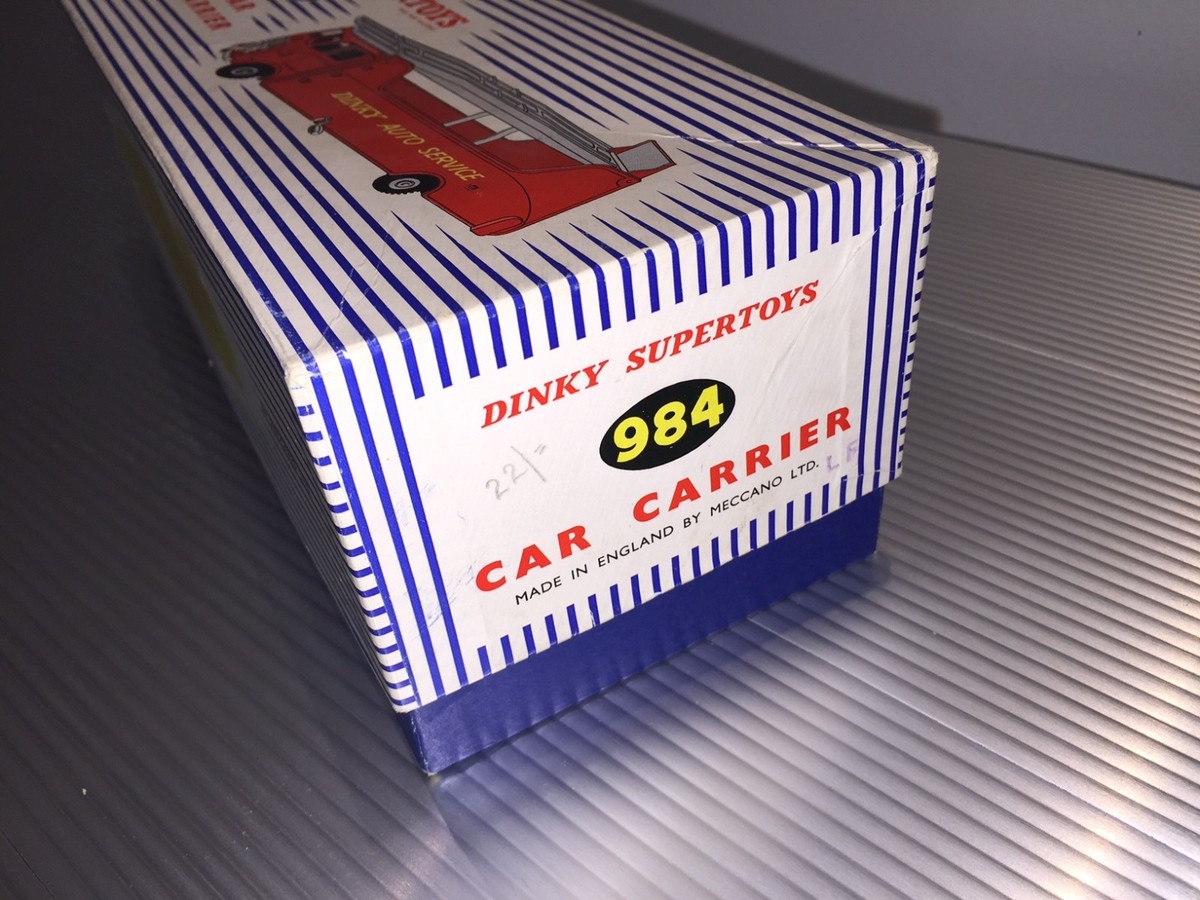 DINKY AUTO SERVICE
DINKY SUPERTOYS
984
22/-
CAR CARRIER
MADE IN ENGLAND BY MECCANO LTD.